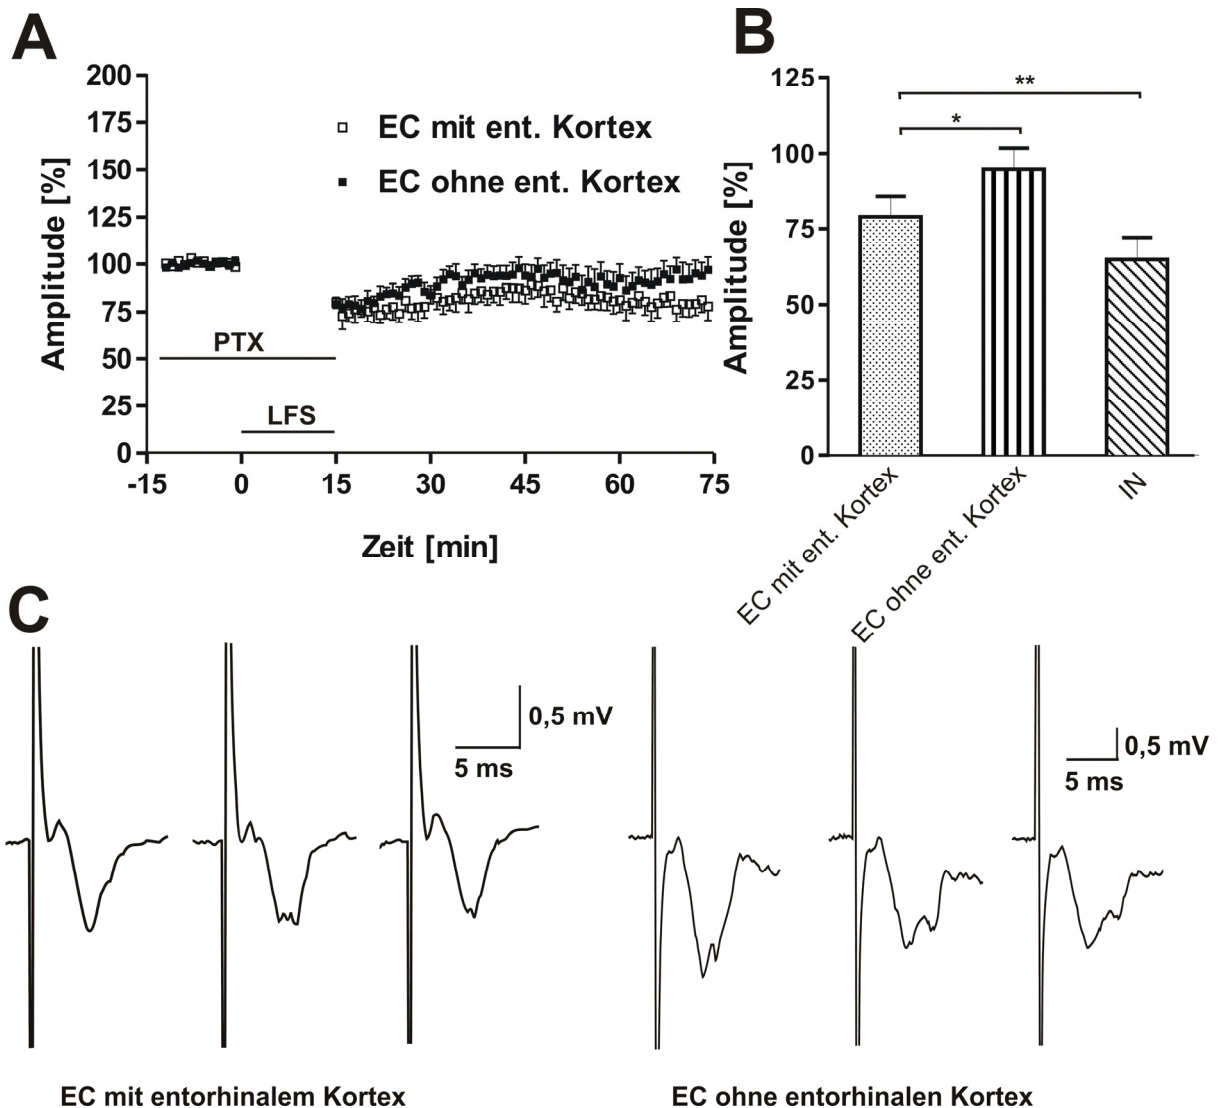 A
200
175
150
125
100
75
50
25
0
Amplitude [%]
EC mit ent. Kortex
EC ohne ent. Kortex
PTX
LFS
-15 0 15 30 45 60 75
Zeit [min]
B
125
100
75
50
25
0
Amplitude [%]
**
*
EC mit ent. Kortex
EC ohne ent. Kortex
IN
C
0,5 mV
5 ms
0,5 mV
5 ms
EC mit entorhinalem Kortex
EC ohne entorhinalen Kortex